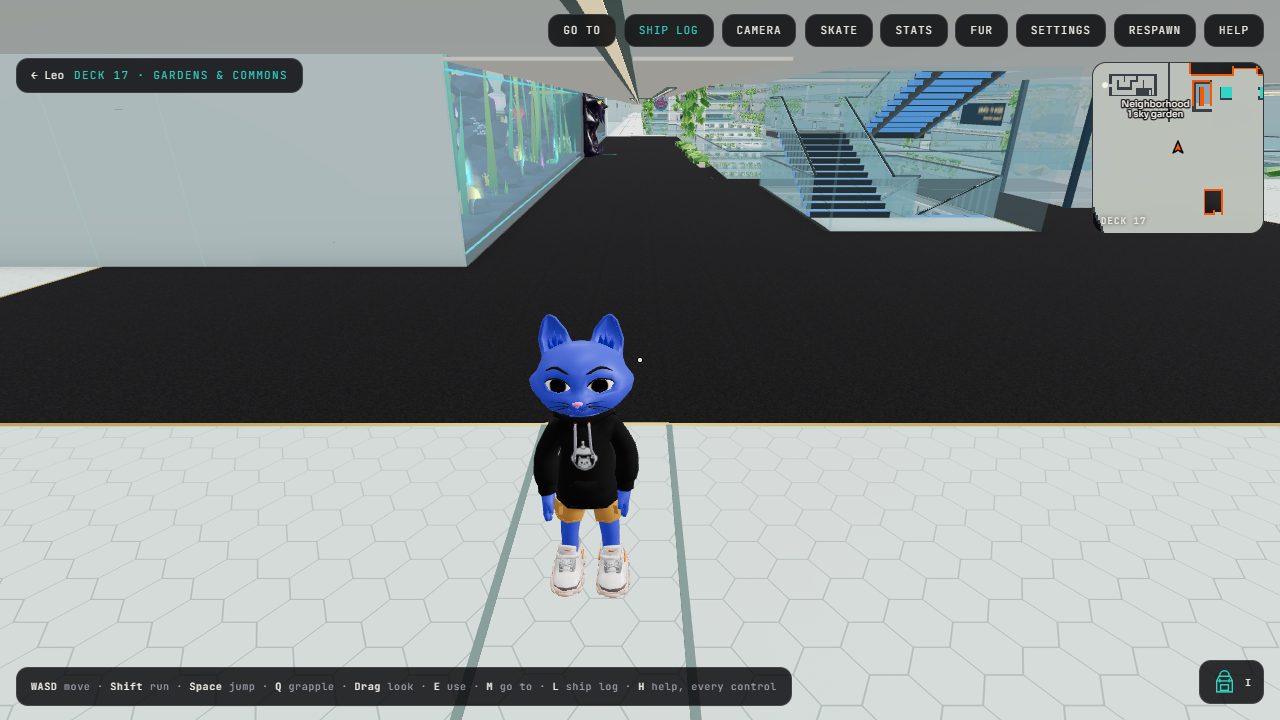 GO TO
SHIP LOG
CAMERA
SKATE
STATS
FUR
SETTINGS
RESPAWN
HELP
← Leo DECK 17 · GARDENS & COMMONS
Neighborhood
1 sky garden
DECK 17
WASD move · Shift run · Space jump · Q grapple · Drag look · E use · M go to · L ship log · H help, every control
I